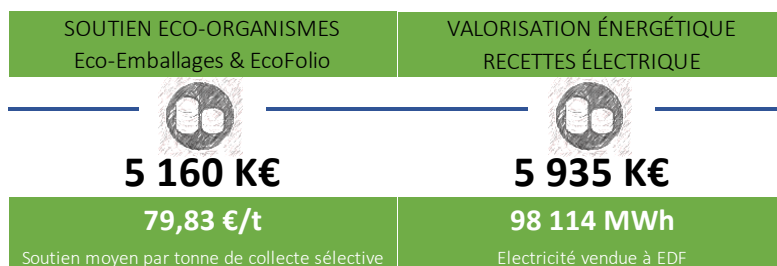 SOUTIEN ECO-ORGANISMES
Eco-Emballages & EcoFolio
5 160 K€
79,83 €/t
Soutien moyen par tonne de collecte sélective
VALORISATION ÉNERGÉTIQUE
RECETTES ÉLECTRIQUE
5 935 K€
98 114 MWh
Electricité vendue à EDF